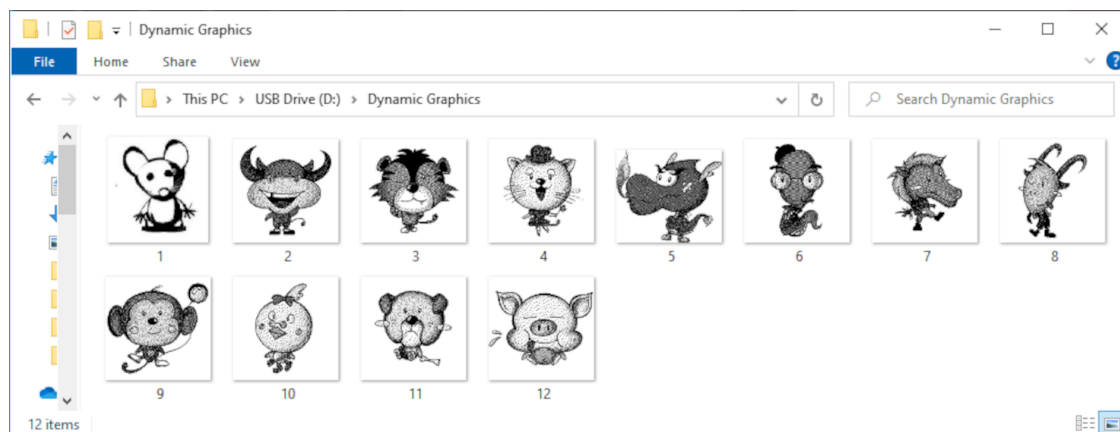 Dynamic Graphics
File Home Share View
This PC > USB Drive (D:) > Dynamic Graphics
Search Dynamic Graphics
1 2 3 4 5 6 7 8
9 10 11 12
12 items